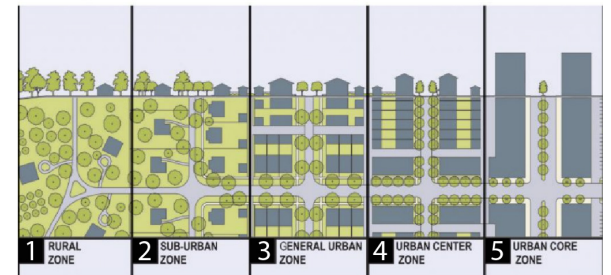 1 RURAL
ZONE
2 SUB-URBAN
ZONE
3 GENERAL URBAN
ZONE
4 URBAN CENTER
ZONE
5 URBAN CORE
ZONE